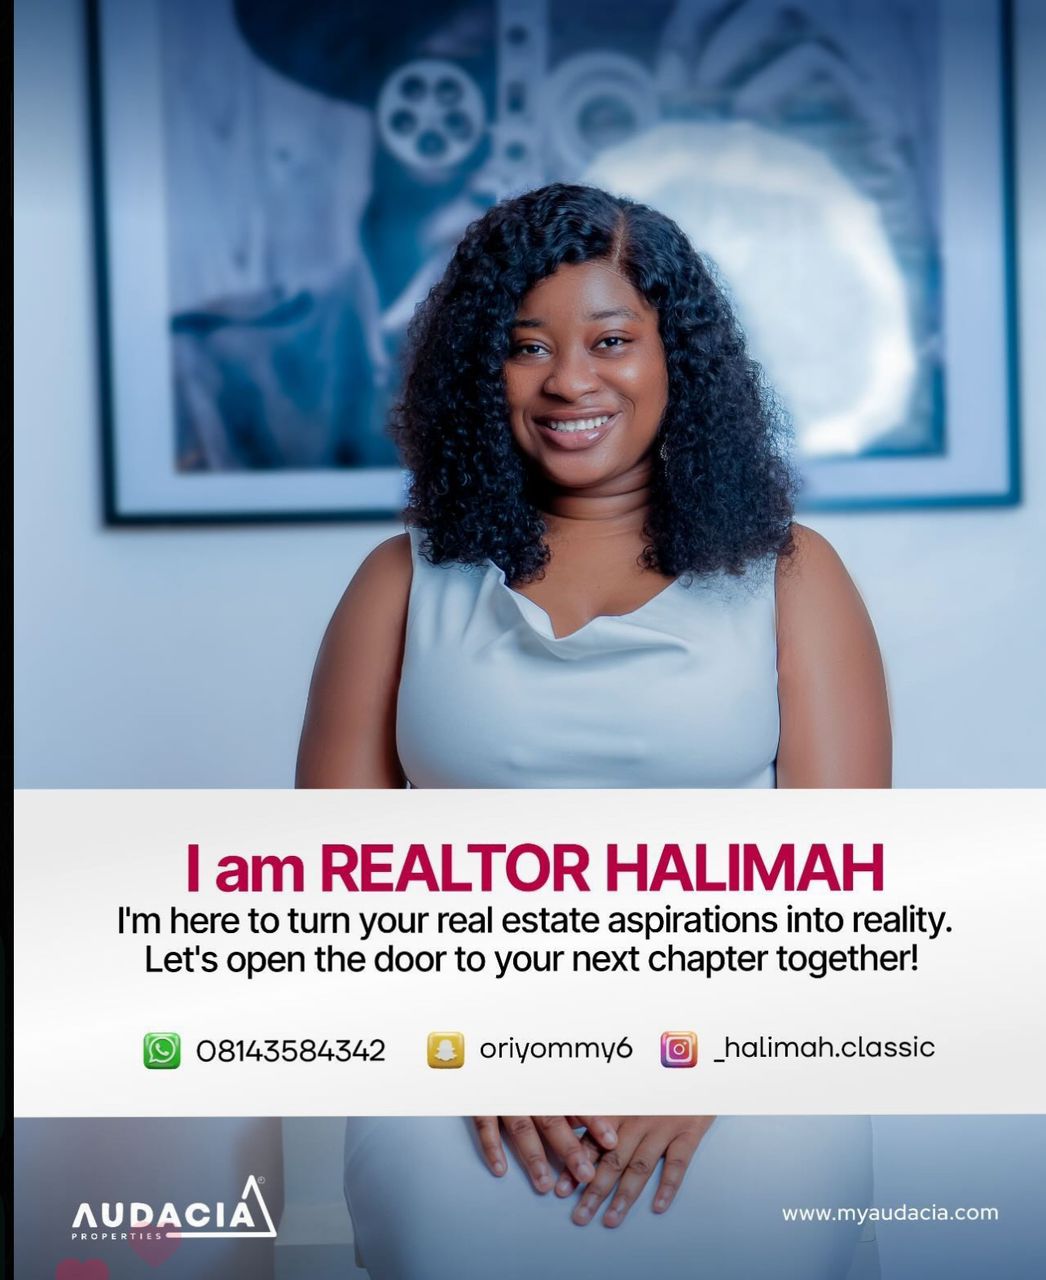 I am REALTOR HALIMAH
I'm here to turn your real estate aspirations into reality.
Let's open the door to your next chapter together!
08143584342 oriyommy6 _halimah.classic
AUDACIA®
PROPERTIES
www.myaudacia.com